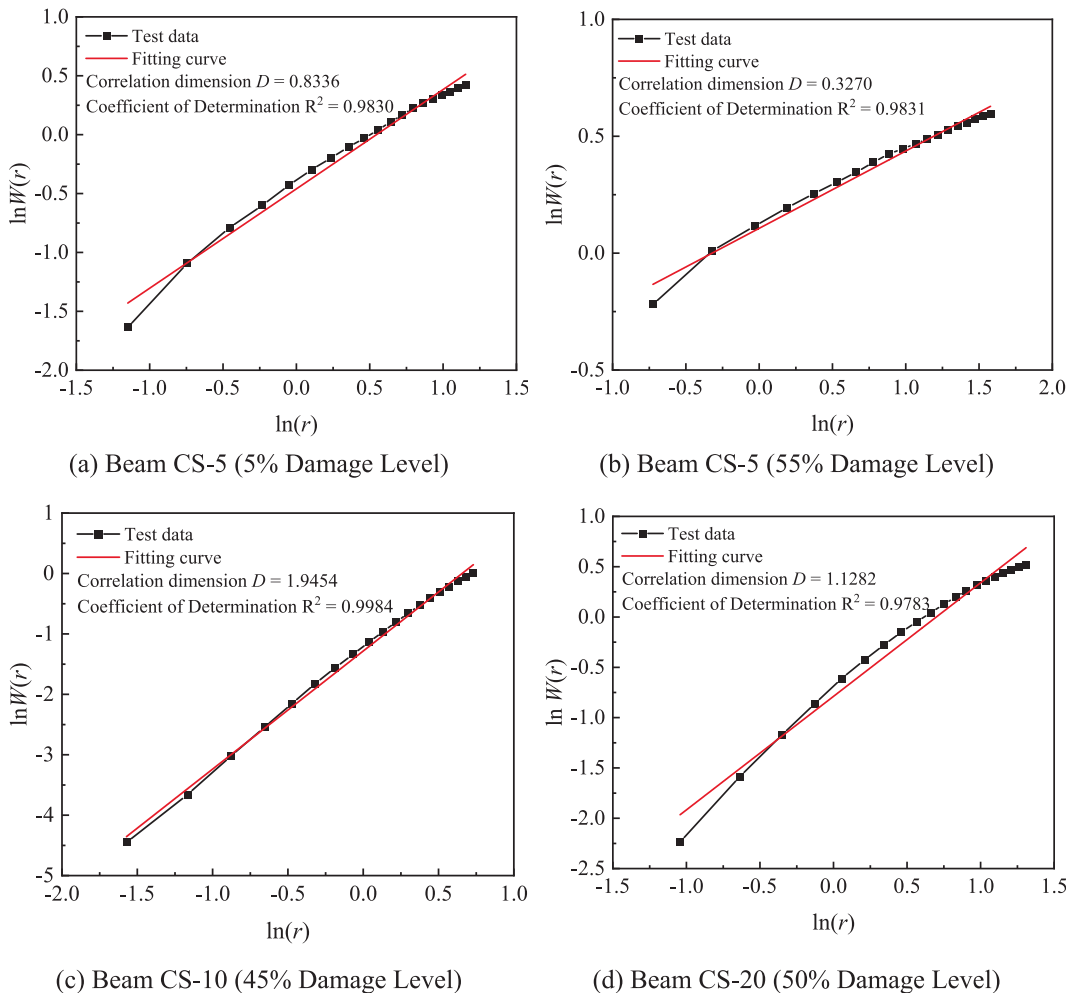 1.0
0.5
0.0
-0.5
-1.0
-1.5
-2.0
lnW(r)
Test data
Fitting curve
Correlation dimension D = 0.8336
Coefficient of Determination R² = 0.9830
-1.5 -1.0 -0.5 0.0 0.5 1.0 1.5
ln(r)
(a) Beam CS-5 (5% Damage Level)
1.0
0.5
0.0
-0.5
lnW(r)
Test data
Fitting curve
Correlation dimension D = 0.3270
Coefficient of Determination R² = 0.9831
-1.0 -0.5 0.0 0.5 1.0 1.5 2.0
ln(r)
(b) Beam CS-5 (55% Damage Level)
1
0
-1
-2
-3
-4
-5
lnW(r)
Test data
Fitting curve
Correlation dimension D = 1.9454
Coefficient of Determination R² = 0.9984
-2.0 -1.5 -1.0 -0.5 0.0 0.5 1.0
ln(r)
(c) Beam CS-10 (45% Damage Level)
1.0
0.5
0.0
-0.5
-1.0
-1.5
-2.0
-2.5
ln W(r)
Test data
Fitting curve
Correlation dimension D = 1.1282
Coefficient of Determination R² = 0.9783
-1.5 -1.0 -0.5 0.0 0.5 1.0 1.5
ln(r)
(d) Beam CS-20 (50% Damage Level)